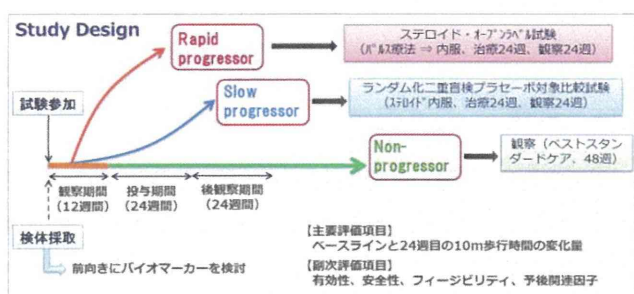 Study Design
Rapid
progressor
ステロイド・オープンラベル試験
(パルス療法 ⇒ 内服、治療24週、観察24週)
Slow
progressor
ランダム化二重盲検プラセーボ対象比較試験
(ステロイド内服、治療24週、観察24週)
試験参加
Non-
progressor
観察(ベストスタン
ダードケア、48週)
観察期間
(12週間)
投与期間
(24週間)
後観察期間
(24週間)
検体採取
前向きにバイオマーカーを検討
【主要評価項目】
ベースラインと24週目の10m歩行時間の変化量
【副次評価項目】
有効性、安全性、フィージビリティ、予後関連因子